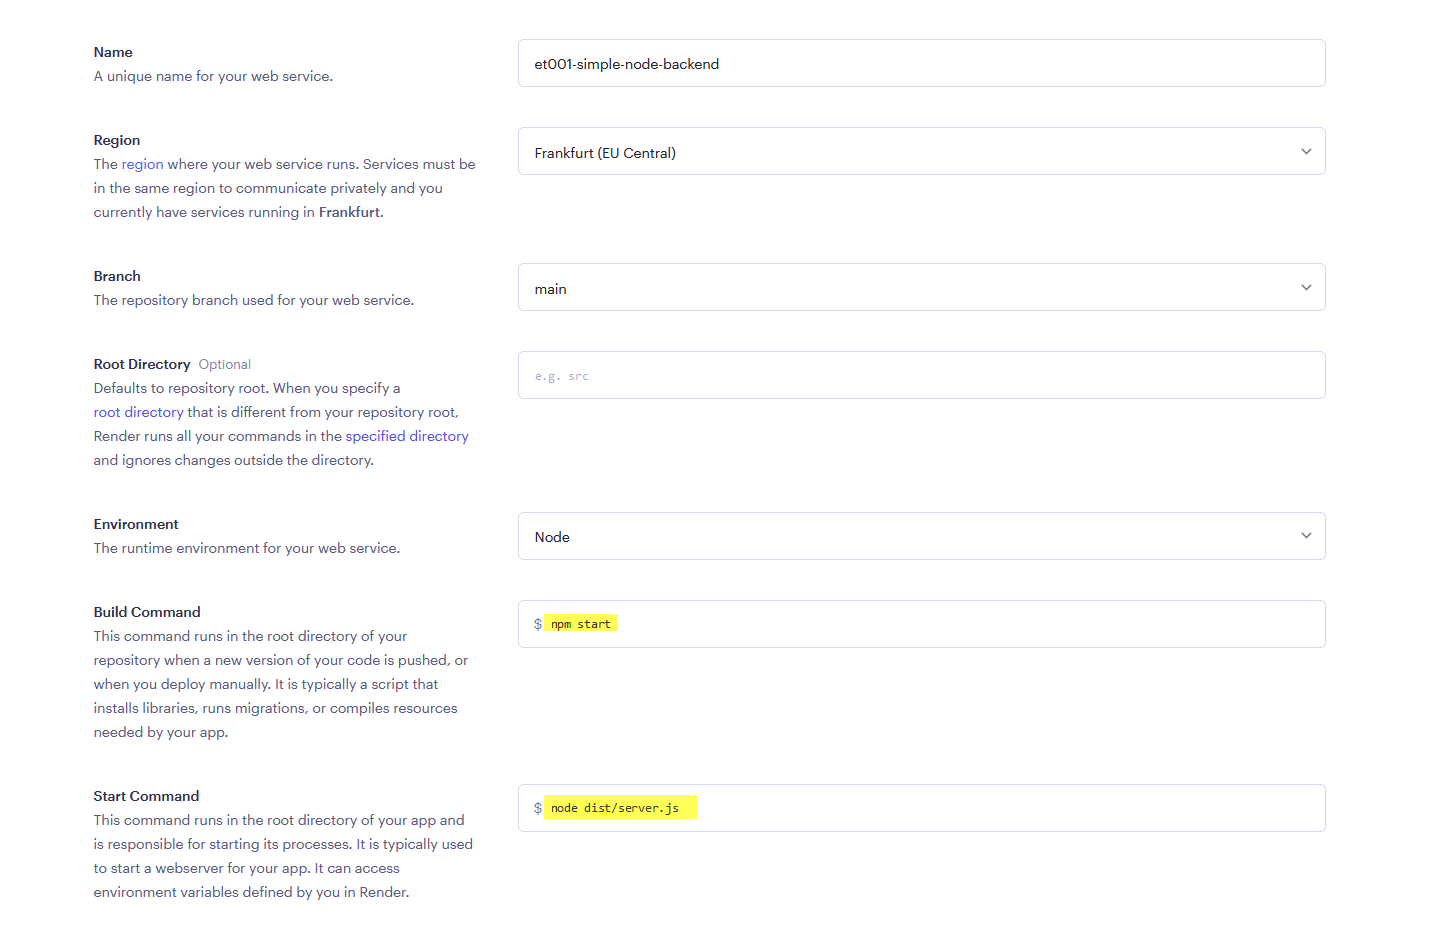 Name
A unique name for your web service.
et001-simple-node-backend
Region
The region where your web service runs. Services must be
in the same region to communicate privately and you
currently have services running in Frankfurt.
Frankfurt (EU Central)
Branch
The repository branch used for your web service.
main
Root Directory Optional
Defaults to repository root. When you specify a
root directory that is different from your repository root,
Render runs all your commands in the specified directory
and ignores changes outside the directory.
e.g. src
Environment
The runtime environment for your web service.
Node
Build Command
This command runs in the root directory of your
repository when a new version of your code is pushed, or
when you deploy manually. It is typically a script that
installs libraries, runs migrations, or compiles resources
needed by your app.
$ npm start
Start Command
This command runs in the root directory of your app and
is responsible for starting its processes. It is typically used
to start a webserver for your app. It can access
environment variables defined by you in Render.
$ node dist/server.js